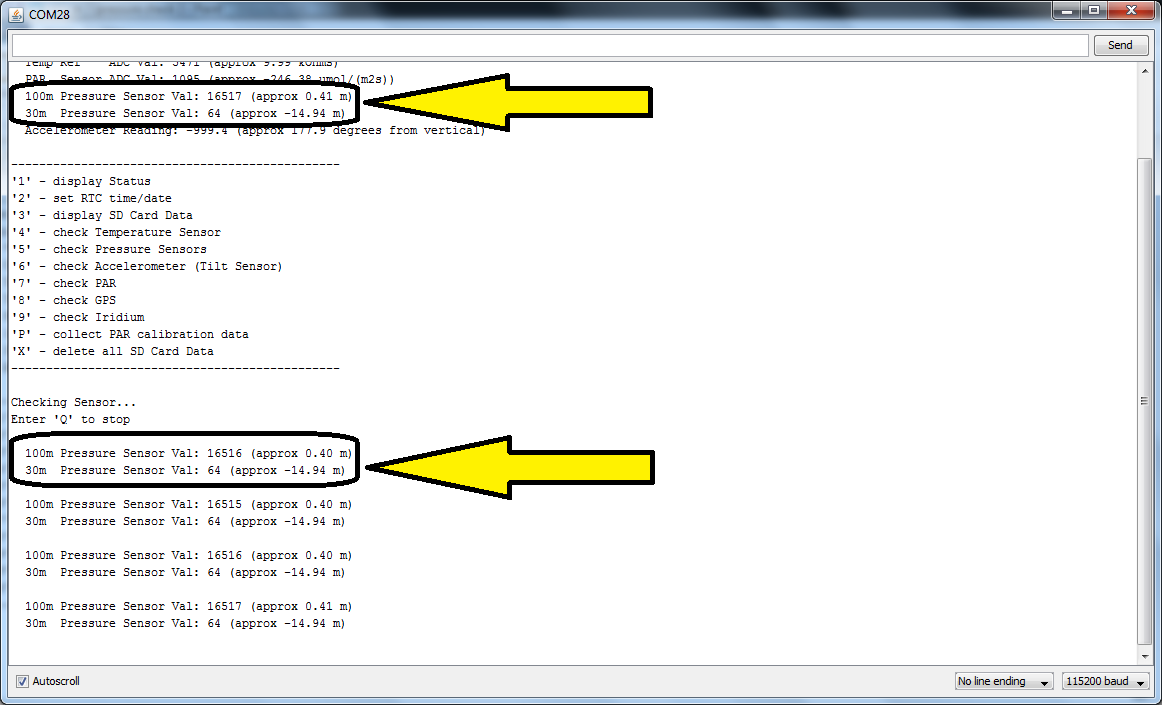 COM28
Send
Temp Ref ADC Val: 3471 (approx 9.99 kohms)
PAR Sensor ADC Val: 1095 (approx -246.38 umol/(m2s))
100m Pressure Sensor Val: 16517 (approx 0.41 m)
30m Pressure Sensor Val: 64 (approx -14.94 m)
Accelerometer Reading: -999.4 (approx 177.9 degrees from vertical)
-----------------------------------------------
'1' - display Status
'2' - set RTC time/date
'3' - display SD Card Data
'4' - check Temperature Sensor
'5' - check Pressure Sensors
'6' - check Accelerometer (Tilt Sensor)
'7' - check PAR
'8' - check GPS
'9' - check Iridium
'P' - collect PAR calibration data
'X' - delete all SD Card Data
-----------------------------------------------
Checking Sensor...
Enter 'Q' to stop
100m Pressure Sensor Val: 16516 (approx 0.40 m)
30m Pressure Sensor Val: 64 (approx -14.94 m)
100m Pressure Sensor Val: 16515 (approx 0.40 m)
30m Pressure Sensor Val: 64 (approx -14.94 m)
100m Pressure Sensor Val: 16516 (approx 0.40 m)
30m Pressure Sensor Val: 64 (approx -14.94 m)
100m Pressure Sensor Val: 16517 (approx 0.41 m)
30m Pressure Sensor Val: 64 (approx -14.94 m)
Autoscroll
No line ending
115200 baud